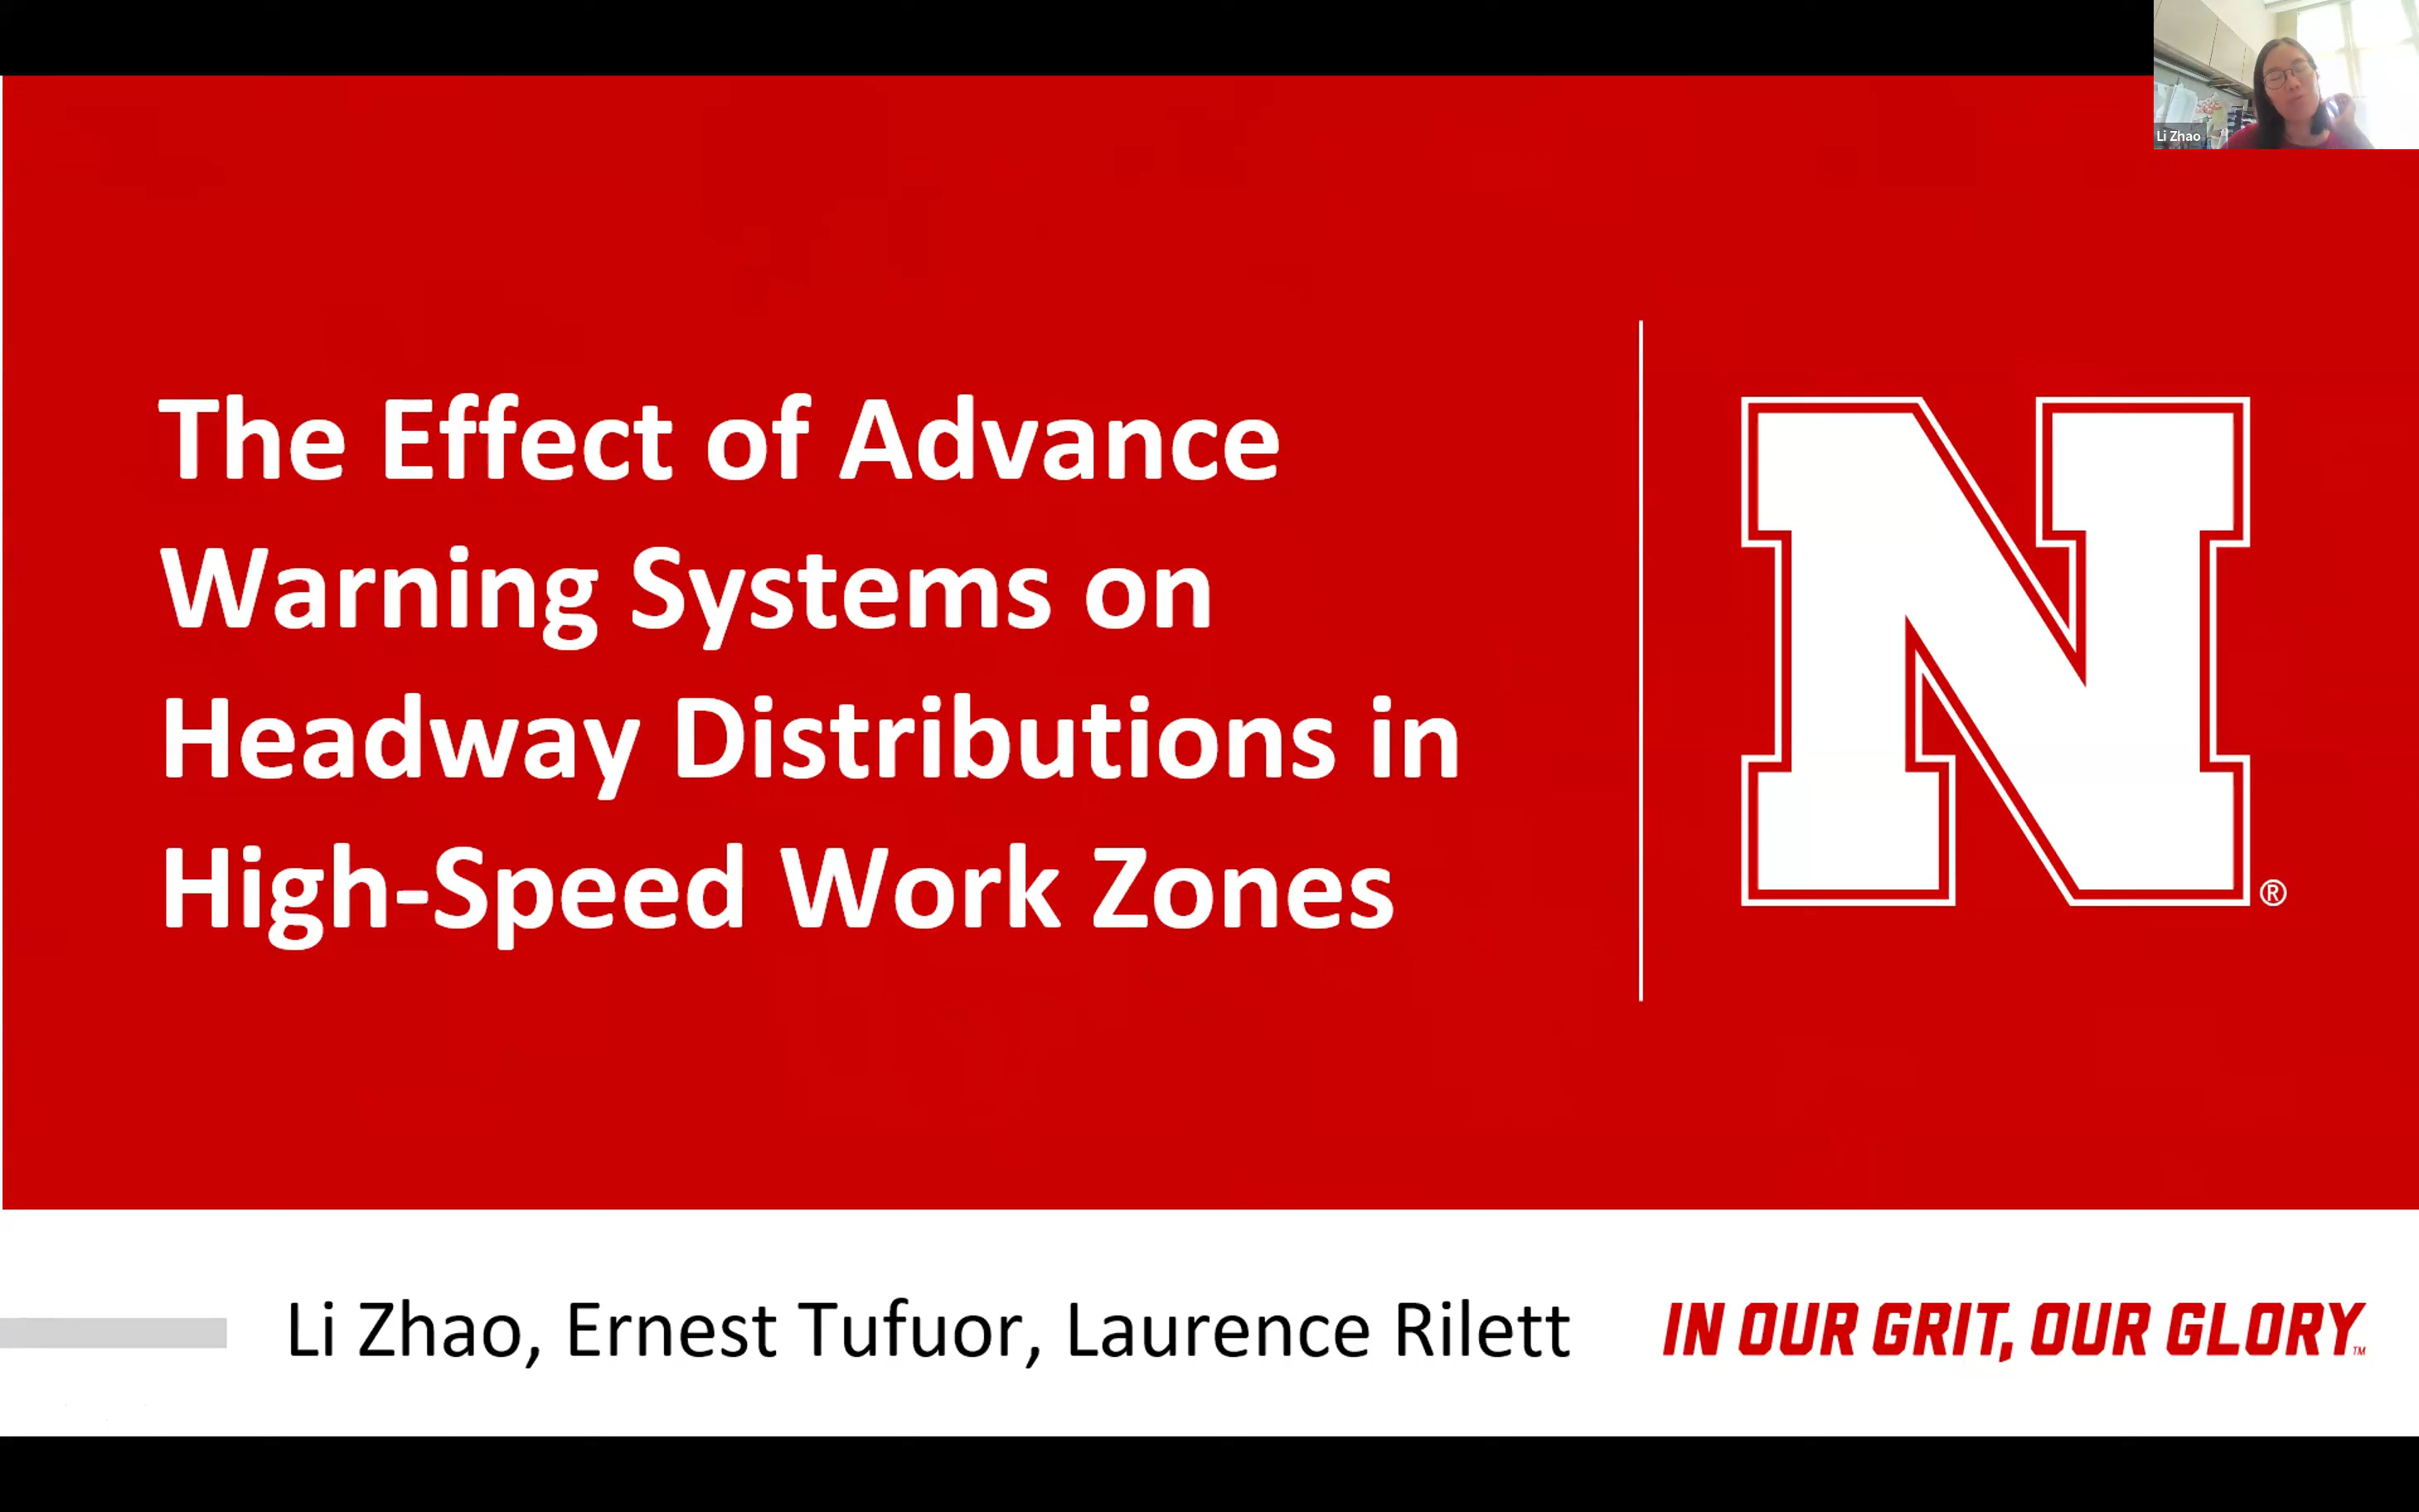 Li Zhao
The Effect of Advance
Warning Systems on
Headway Distributions in
High-Speed Work Zones
N®
Li Zhao, Ernest Tufuor, Laurence Rilett
IN OUR GRIT, OUR GLORY.™